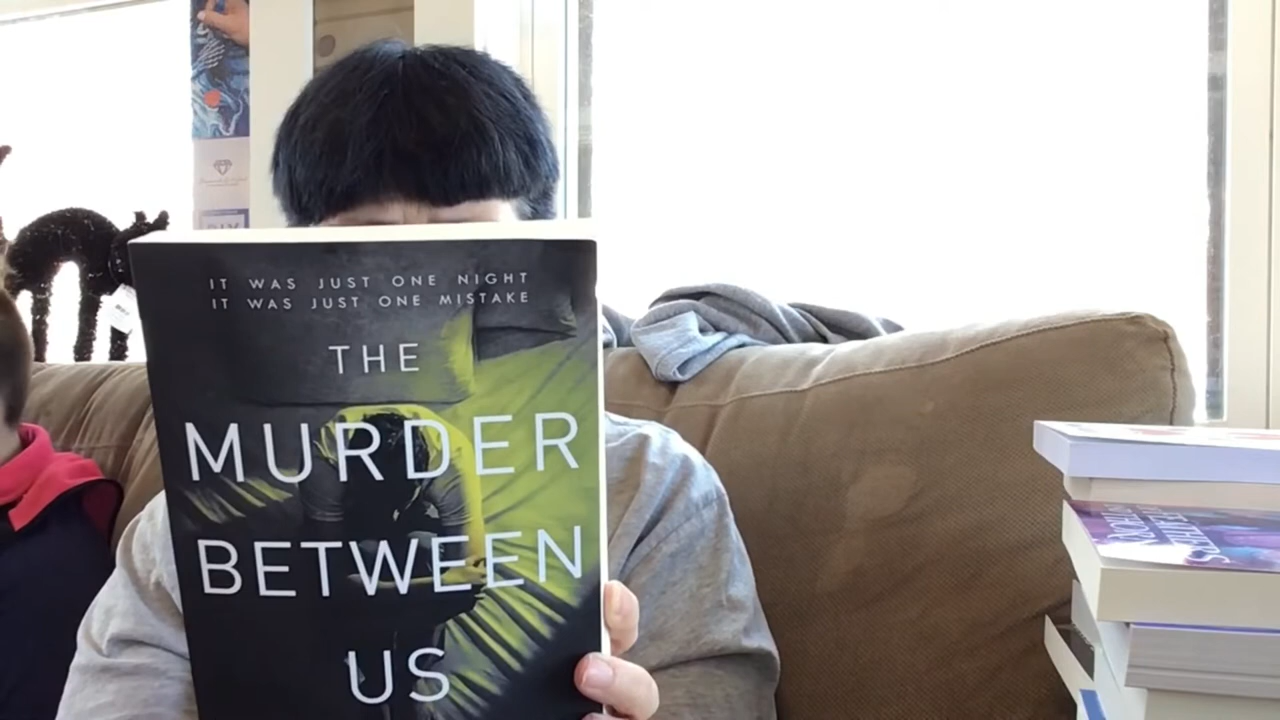 IT WAS JUST ONE NIGHT
IT WAS JUST ONE MISTAKE
THE
MURDER
BETWEEN
US